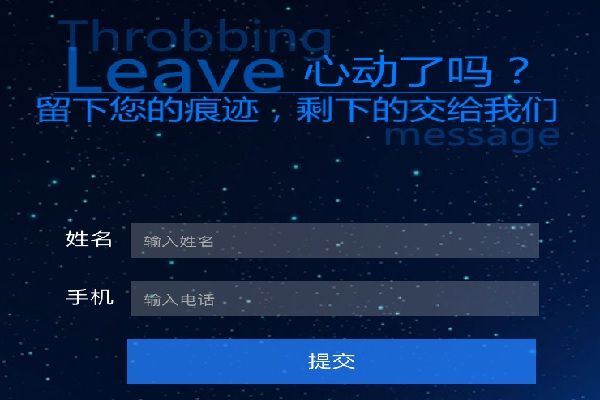 Throbbing
Leave 心动了吗？
留下您的痕迹，剩下的交给我们
message
姓名 输入姓名
手机 输入电话
提交